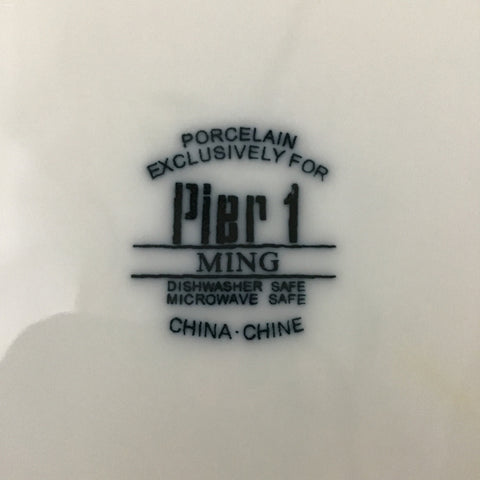 PORCELAIN
EXCLUSIVELY FOR
Pier 1
MING
DISHWASHER SAFE
MICROWAVE SAFE
CHINA · CHINE